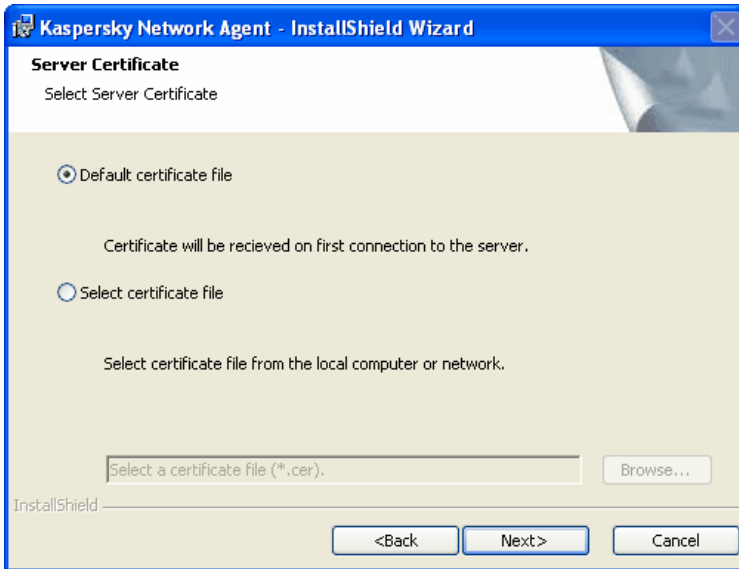 Kaspersky Network Agent - InstallShield Wizard
Server Certificate
Select Server Certificate
Default certificate file
Certificate will be recieved on first connection to the server.
Select certificate file
Select certificate file from the local computer or network.
Select a certificate file (*.cer). Browse...
InstallShield
<Back Next> Cancel